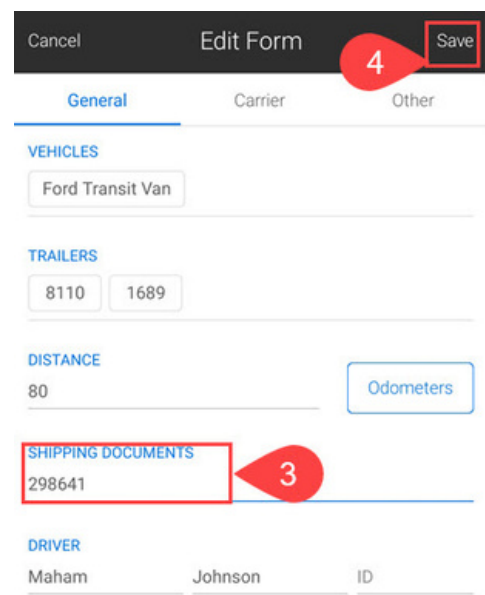 Cancel Edit Form 4 Save
General Carrier Other
VEHICLES
Ford Transit Van
TRAILERS
8110 1689
DISTANCE
80 Odometers
SHIPPING DOCUMENTS
298641 3
DRIVER
Maham Johnson ID